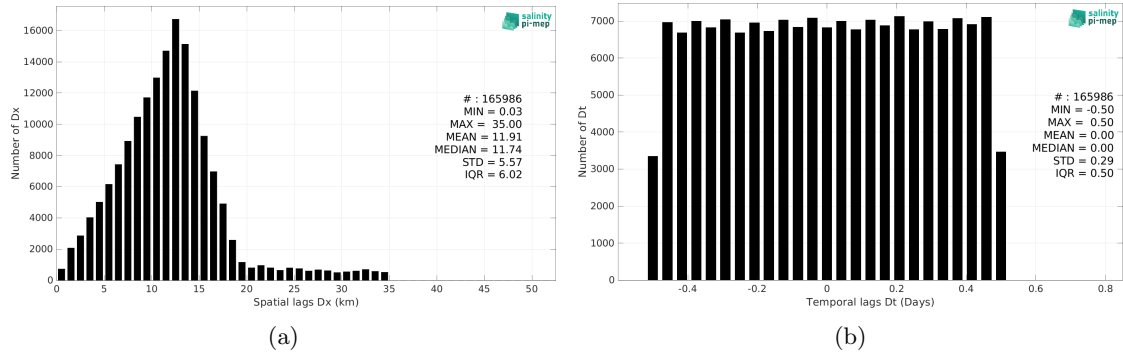 16000
14000
12000
10000
8000
6000
4000
2000
0
Number of Dx
0 5 10 15 20 25 30 35 40 45 50
Spatial lags Dx (km)
salinity
pi-mep
# : 165986
MIN = 0.03
MAX = 35.00
MEAN = 11.91
MEDIAN = 11.74
STD = 5.57
IQR = 6.02
(a)
7000
6000
5000
4000
3000
2000
1000
0
Number of Dt
-0.4 -0.2 0 0.2 0.4 0.6 0.8
Temporal lags Dt (Days)
salinity
pi-mep
# : 165986
MIN = -0.50
MAX = 0.50
MEAN = 0.00
MEDIAN = 0.00
STD = 0.29
IQR = 0.50
(b)